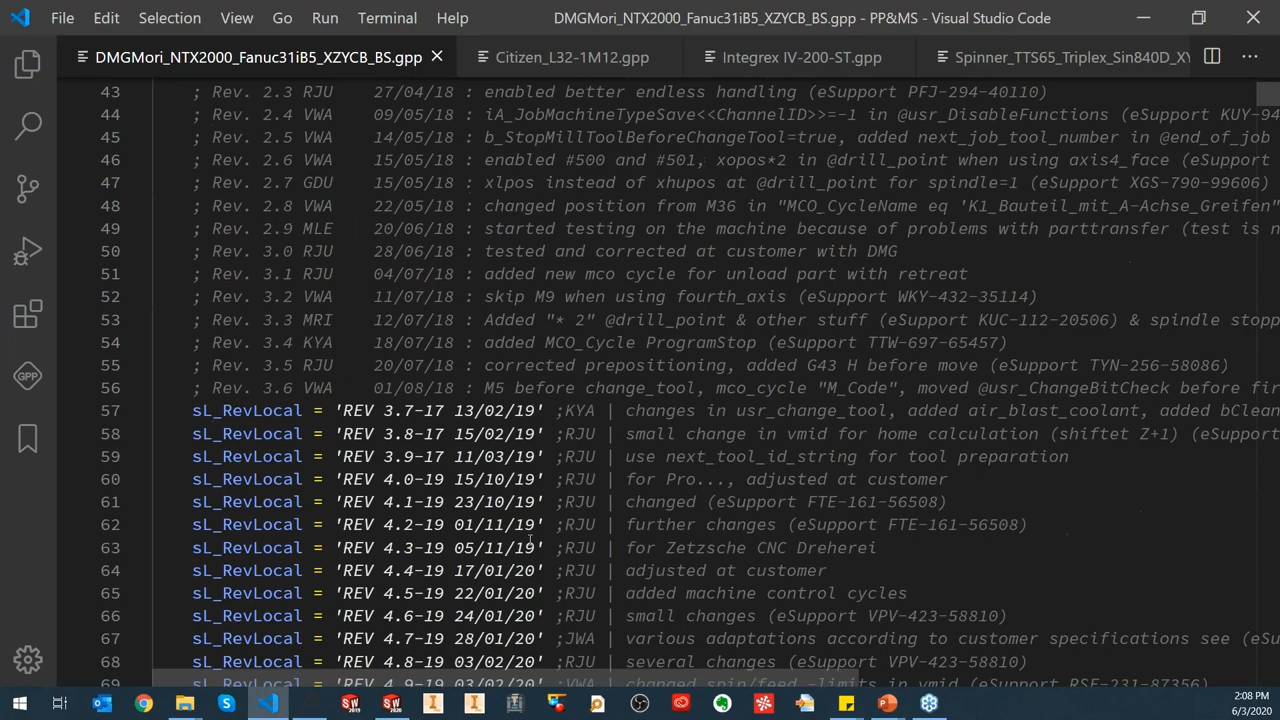 File Edit Selection View Go Run Terminal Help DMGMori_NTX2000_Fanuc31iB5_XZYCB_BS.gpp - PP&MS - Visual Studio Code
DMGMori_NTX2000_Fanuc31iB5_XZYCB_BS.gpp Citizen_L32-1M12.gpp Integrex IV-200-ST.gpp Spinner_TTS65_Triplex_Sin840D_XY
43 ; Rev. 2.3 RJU 27/04/18 : enabled better endless handling (eSupport PFJ-294-40110)
44 ; Rev. 2.4 VWA 09/05/18 : iA_JobMachineTypeSave<<ChannelID>>=-1 in @usr_DisableFunctions (eSupport KUY-94
45 ; Rev. 2.5 VWA 14/05/18 : b_StopMillToolBeforeChangeTool=true, added next_job_tool_number in @end_of_job
46 ; Rev. 2.6 VWA 15/05/18 : enabled #500 and #501, xopos*2 in @drill_point when using axis4_face (eSupport
47 ; Rev. 2.7 GDU 15/05/18 : xlpos instead of xhupos at @drill_point for spindle=1 (eSupport XGS-790-99606)
48 ; Rev. 2.8 VWA 22/05/18 : changed position from M36 in "MCO_CycleName eq 'K1_Bauteil_mit_A-Achse_Greifen"
49 ; Rev. 2.9 MLE 20/06/18 : started testing on the machine because of problems with parttransfer (test is n
50 ; Rev. 3.0 RJU 28/06/18 : tested and corrected at customer with DMG
51 ; Rev. 3.1 RJU 04/07/18 : added new mco cycle for unload part with retreat
52 ; Rev. 3.2 VWA 11/07/18 : skip M9 when using fourth_axis (eSupport WKY-432-35114)
53 ; Rev. 3.3 MRI 12/07/18 : Added "* 2" @drill_point & other stuff (eSupport KUC-112-20506) & spindle stopp
54 ; Rev. 3.4 KYA 18/07/18 : added MCO_Cycle ProgramStop (eSupport TTW-697-65457)
55 ; Rev. 3.5 RJU 20/07/18 : corrected prepositioning, added G43 H before move (eSupport TYN-256-58086)
56 ; Rev. 3.6 VWA 01/08/18 : M5 before change_tool, mco_cycle "M_Code", moved @usr_ChangeBitCheck before fir
57 sL_RevLocal = 'REV 3.7-17 13/02/19' ;KYA | changes in usr_change_tool, added air_blast_coolant, added bClean
58 sL_RevLocal = 'REV 3.8-17 15/02/19' ;RJU | small change in vmid for home calculation (shiftet Z+1) (eSupport
59 sL_RevLocal = 'REV 3.9-17 11/03/19' ;RJU | use next_tool_id_string for tool preparation
60 sL_RevLocal = 'REV 4.0-19 15/10/19' ;RJU | for Pro..., adjusted at customer
61 sL_RevLocal = 'REV 4.1-19 23/10/19' ;RJU | changed (eSupport FTE-161-56508)
62 sL_RevLocal = 'REV 4.2-19 01/11/19' ;RJU | further changes (eSupport FTE-161-56508)
63 sL_RevLocal = 'REV 4.3-19 05/11/19' ;RJU | for Zetzsche CNC Dreherei
64 sL_RevLocal = 'REV 4.4-19 17/01/20' ;RJU | adjusted at customer
65 sL_RevLocal = 'REV 4.5-19 22/01/20' ;RJU | added machine control cycles
66 sL_RevLocal = 'REV 4.6-19 24/01/20' ;RJU | small changes (eSupport VPV-423-58810)
67 sL_RevLocal = 'REV 4.7-19 28/01/20' ;JWA | various adaptations according to customer specifications see (eSu
68 sL_RevLocal = 'REV 4.8-19 03/02/20' ;RJU | several changes (eSupport VPV-423-58810)
69 sL_RevLocal = 'REV 4.9-19 03/02/20' ;VWA | changed spin/feed -limits in vmid (eSupport RSE-231-87356)
GPP
2:08 PM
6/3/2020